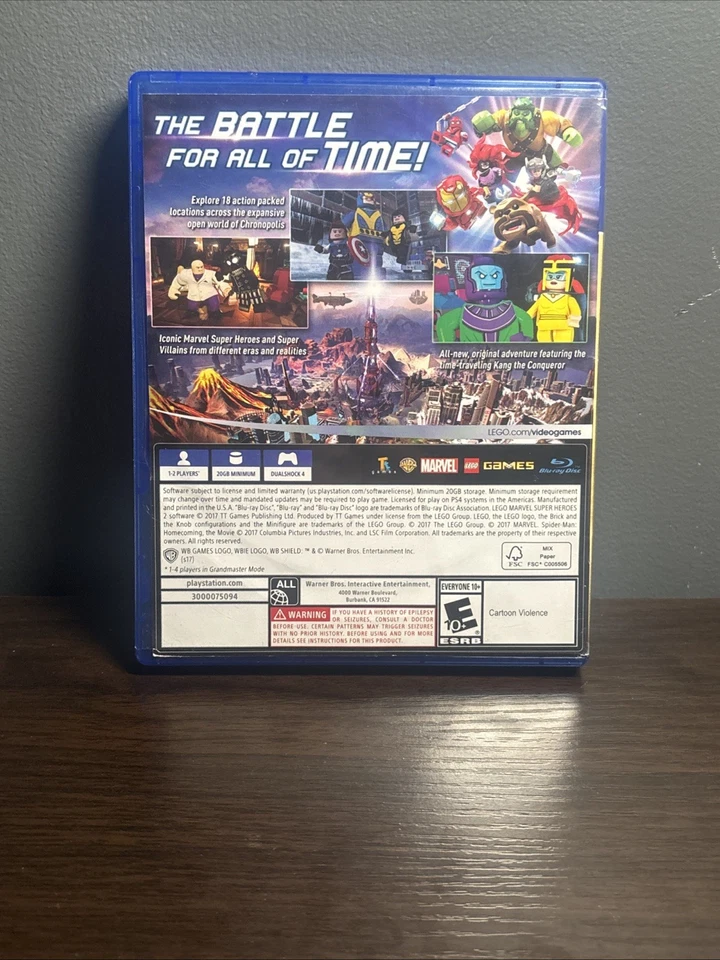 THE BATTLE
FOR ALL OF TIME!
Explore 18 action packed
locations across the expansive
open world of Chronopolis
Iconic Marvel Super Heroes and Super
Villains from different eras and realities
All-new, original adventure featuring the
time-traveling Kang the Conqueror
LEGO.com/videogames
1-2 PLAYERS*
20GB MINIMUM
DUALSHOCK 4
WB GAMES
MARVEL
LEGO
GAMES
Blu-ray Disc
Software subject to license and limited warranty (us.playstation.com/softwarelicense). Minimum 20GB storage. Minimum storage requirement
may change over time and mandated updates may be required to play game. Licensed for play on PS4 systems in the Americas. Manufactured
and printed in the U.S.A. "Blu-ray Disc", "Blu-ray" and "Blu-ray Disc" logo are trademarks of Blu-ray Disc Association. LEGO MARVEL SUPER HEROES
2 software © 2017 TT Games Publishing Ltd. Produced by TT Games under license from the LEGO Group. LEGO, the LEGO logo, the Brick and
the Knob configurations and the Minifigure are trademarks of the LEGO Group. © 2017 The LEGO Group. © 2017 MARVEL. Spider-Man:
Homecoming, the Movie © 2017 Columbia Pictures Industries, Inc. and LSC Film Corporation. All trademarks are the property of their respective
owners. All rights reserved.
WB GAMES LOGO, WBIE LOGO, WB SHIELD: ™ & © Warner Bros. Entertainment Inc.
(s17)
* 1-4 players in Grandmaster Mode
FSC
MIX
Paper
FSC® C005506
playstation.com
3000075094
ALL
Warner Bros. Interactive Entertainment,
4000 Warner Boulevard,
Burbank, CA 91522
WARNING IF YOU HAVE A HISTORY OF EPILEPSY
OR SEIZURES, CONSULT A DOCTOR
BEFORE USE. CERTAIN PATTERNS MAY TRIGGER SEIZURES
WITH NO PRIOR HISTORY. BEFORE USING AND FOR MORE
DETAILS SEE INSTRUCTIONS FOR THIS PRODUCT.
EVERYONE 10+
E
10+
ESRB
Cartoon Violence